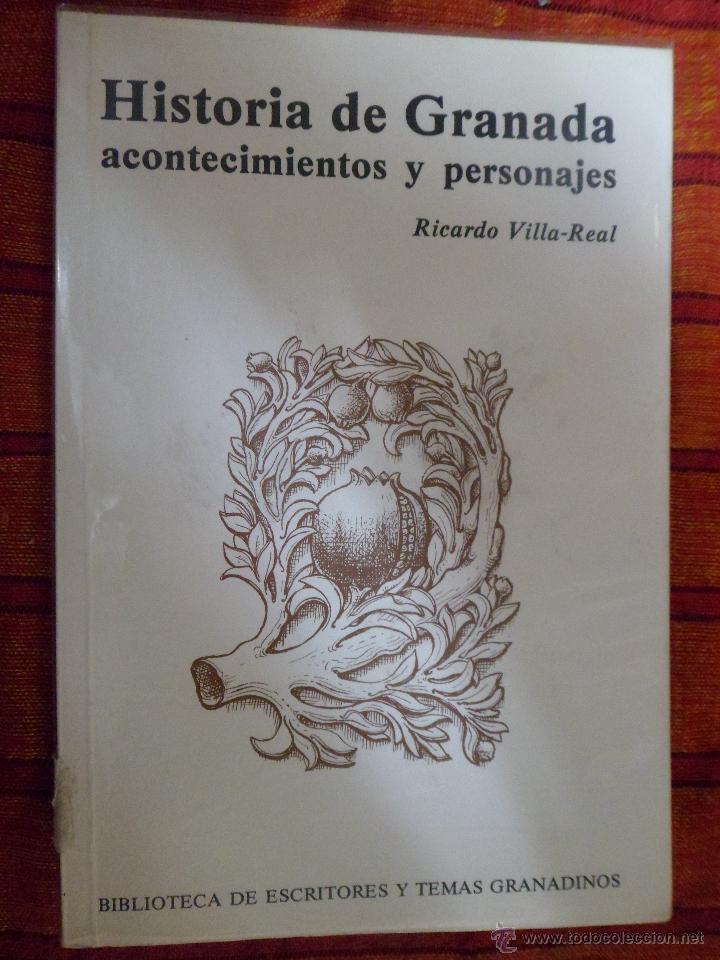 Historia de Granada
acontecimientos y personajes
Ricardo Villa-Real
BIBLIOTECA DE ESCRITORES Y TEMAS GRANADINOS
© www.todocoleccion.net